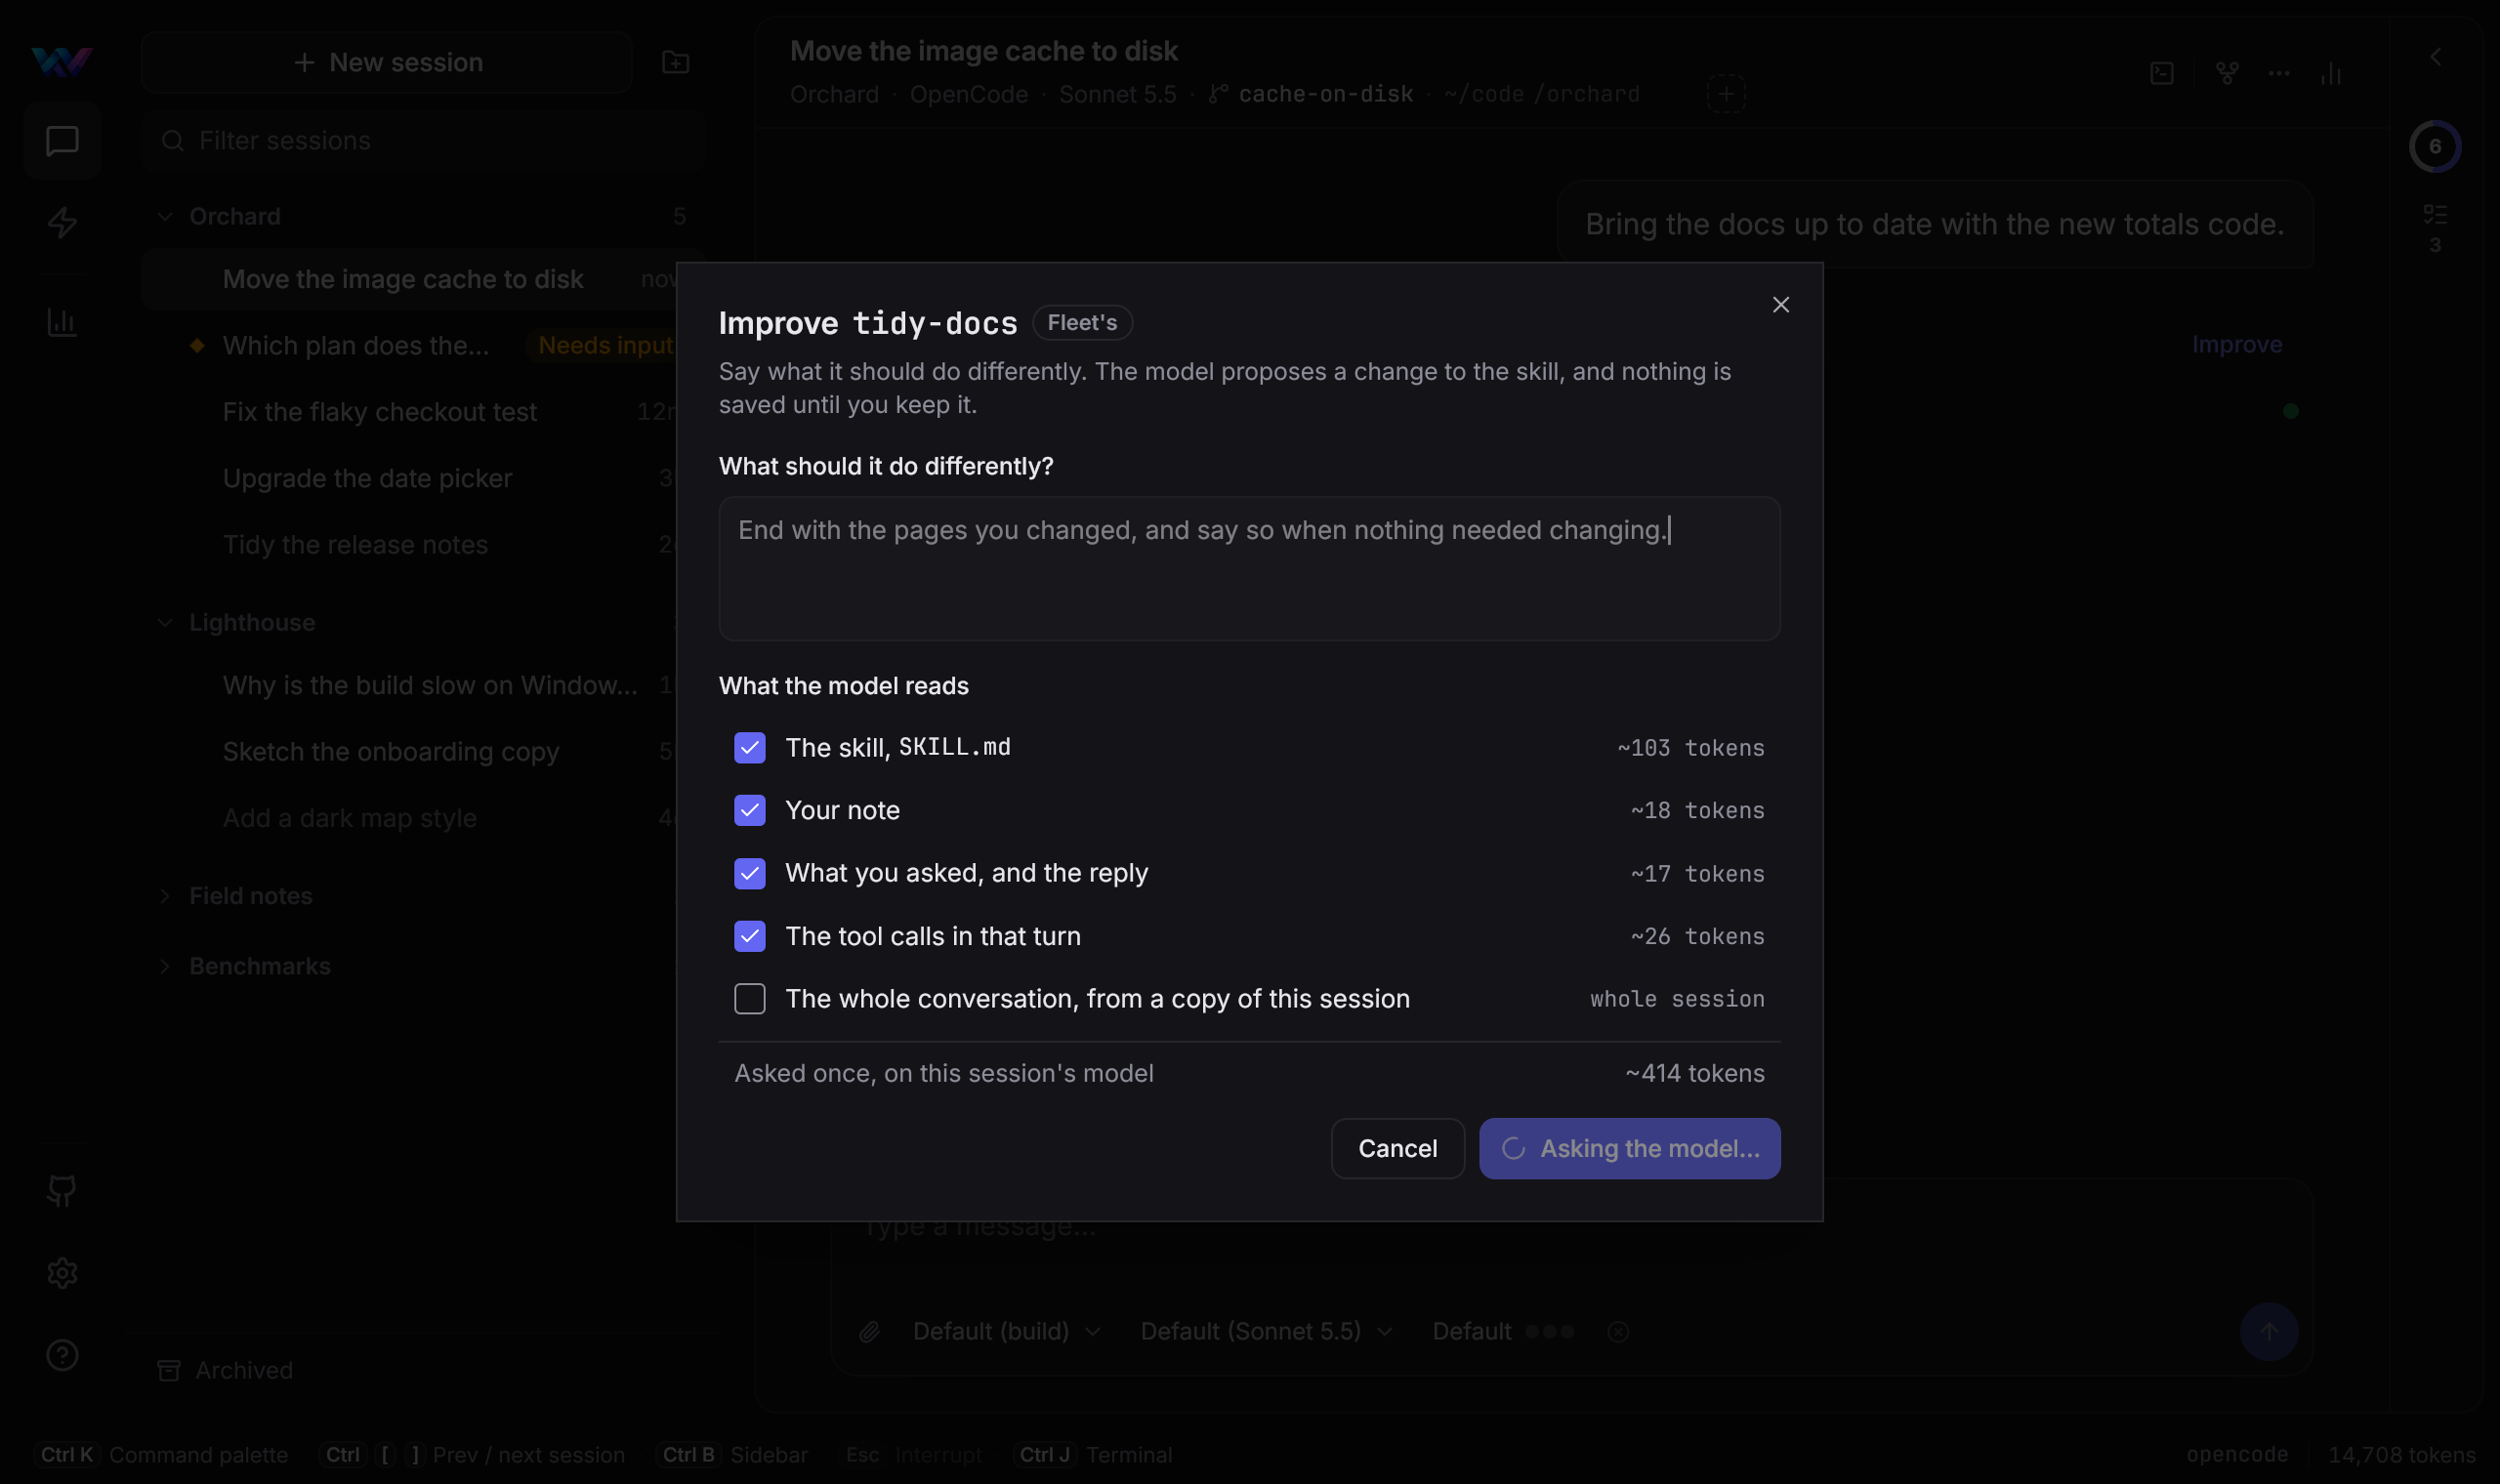 New session
Filter sessions
Orchard 5
Move the image cache to disk
Which plan does the... Needs input
Fix the flaky checkout test
Upgrade the date picker
Tidy the release notes
Lighthouse
Why is the build slow on Window...
Sketch the onboarding copy
Add a dark map style
Field notes
Benchmarks
Archived
Move the image cache to disk
Orchard · OpenCode · Sonnet 5.5 · cache-on-disk · ~/code/orchard
6
3
Bring the docs up to date with the new totals code.
Improve
Improve tidy-docs Fleet's
Say what it should do differently. The model proposes a change to the skill, and nothing is
saved until you keep it.
What should it do differently?
End with the pages you changed, and say so when nothing needed changing.
What the model reads
The skill, SKILL.md ~103 tokens
Your note ~18 tokens
What you asked, and the reply ~17 tokens
The tool calls in that turn ~26 tokens
The whole conversation, from a copy of this session whole session
Asked once, on this session's model ~414 tokens
Cancel Asking the model...
Type a message...
Default (build) Default (Sonnet 5.5) Default
Ctrl K Command palette Ctrl [ ] Prev / next session Ctrl B Sidebar Esc Interrupt Ctrl J Terminal
opencode 14,708 tokens